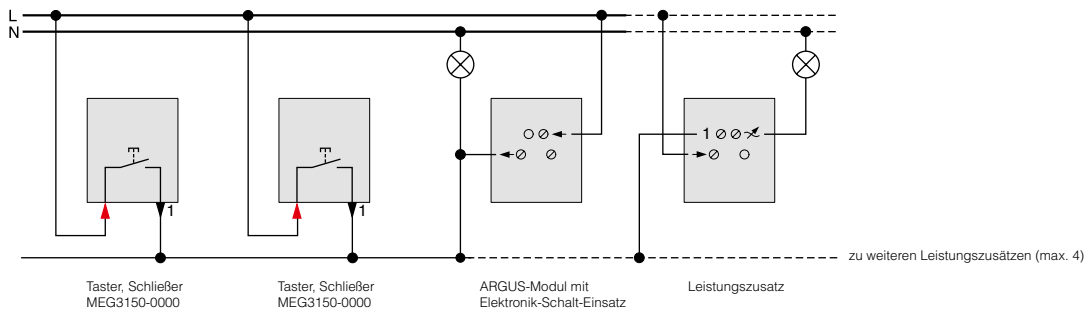 L
N
1
1
1
zu weiteren Leistungszusätzen (max. 4)
Taster, Schließer
MEG3150-0000
Taster, Schließer
MEG3150-0000
ARGUS-Modul mit
Elektronik-Schalt-Einsatz
Leistungszusatz